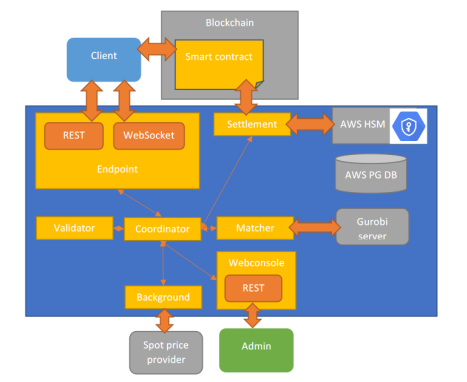 Blockchain
Client
Smart contract
REST
WebSocket
Endpoint
Settlement
AWS HSM
AWS PG DB
Validator
Coordinator
Matcher
Gurobi
server
Webconsole
REST
Background
Spot price
provider
Admin